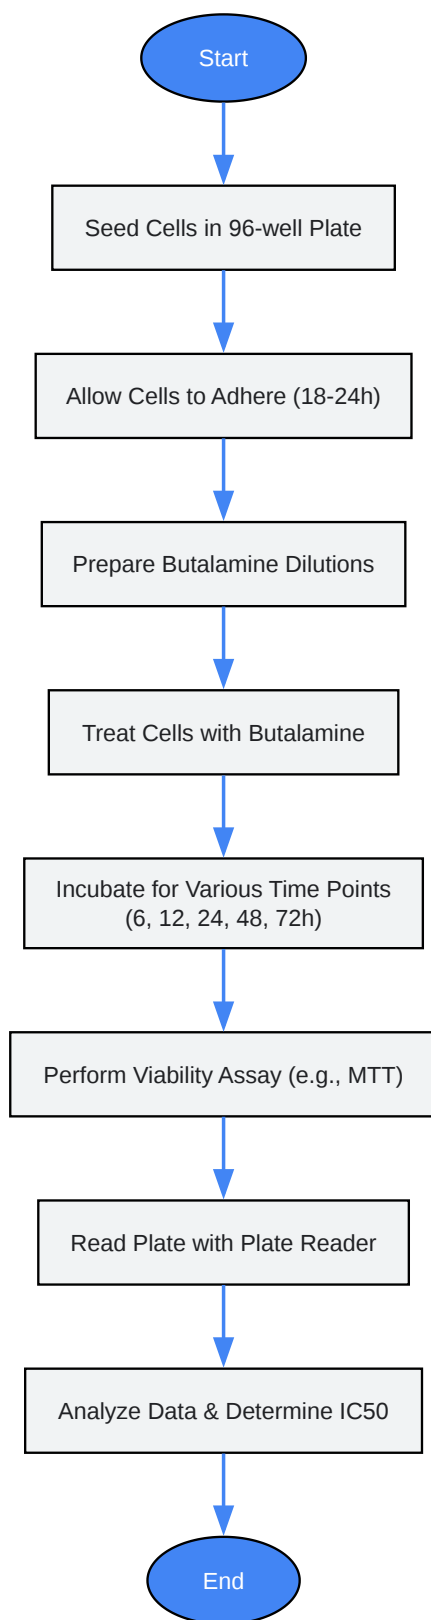 Start
Seed Cells in 96-well Plate
Allow Cells to Adhere (18-24h)
Prepare Butalamine Dilutions
Treat Cells with Butalamine
Incubate for Various Time Points
(6, 12, 24, 48, 72h)
Perform Viability Assay (e.g., MTT)
Read Plate with Plate Reader
Analyze Data & Determine IC50
End